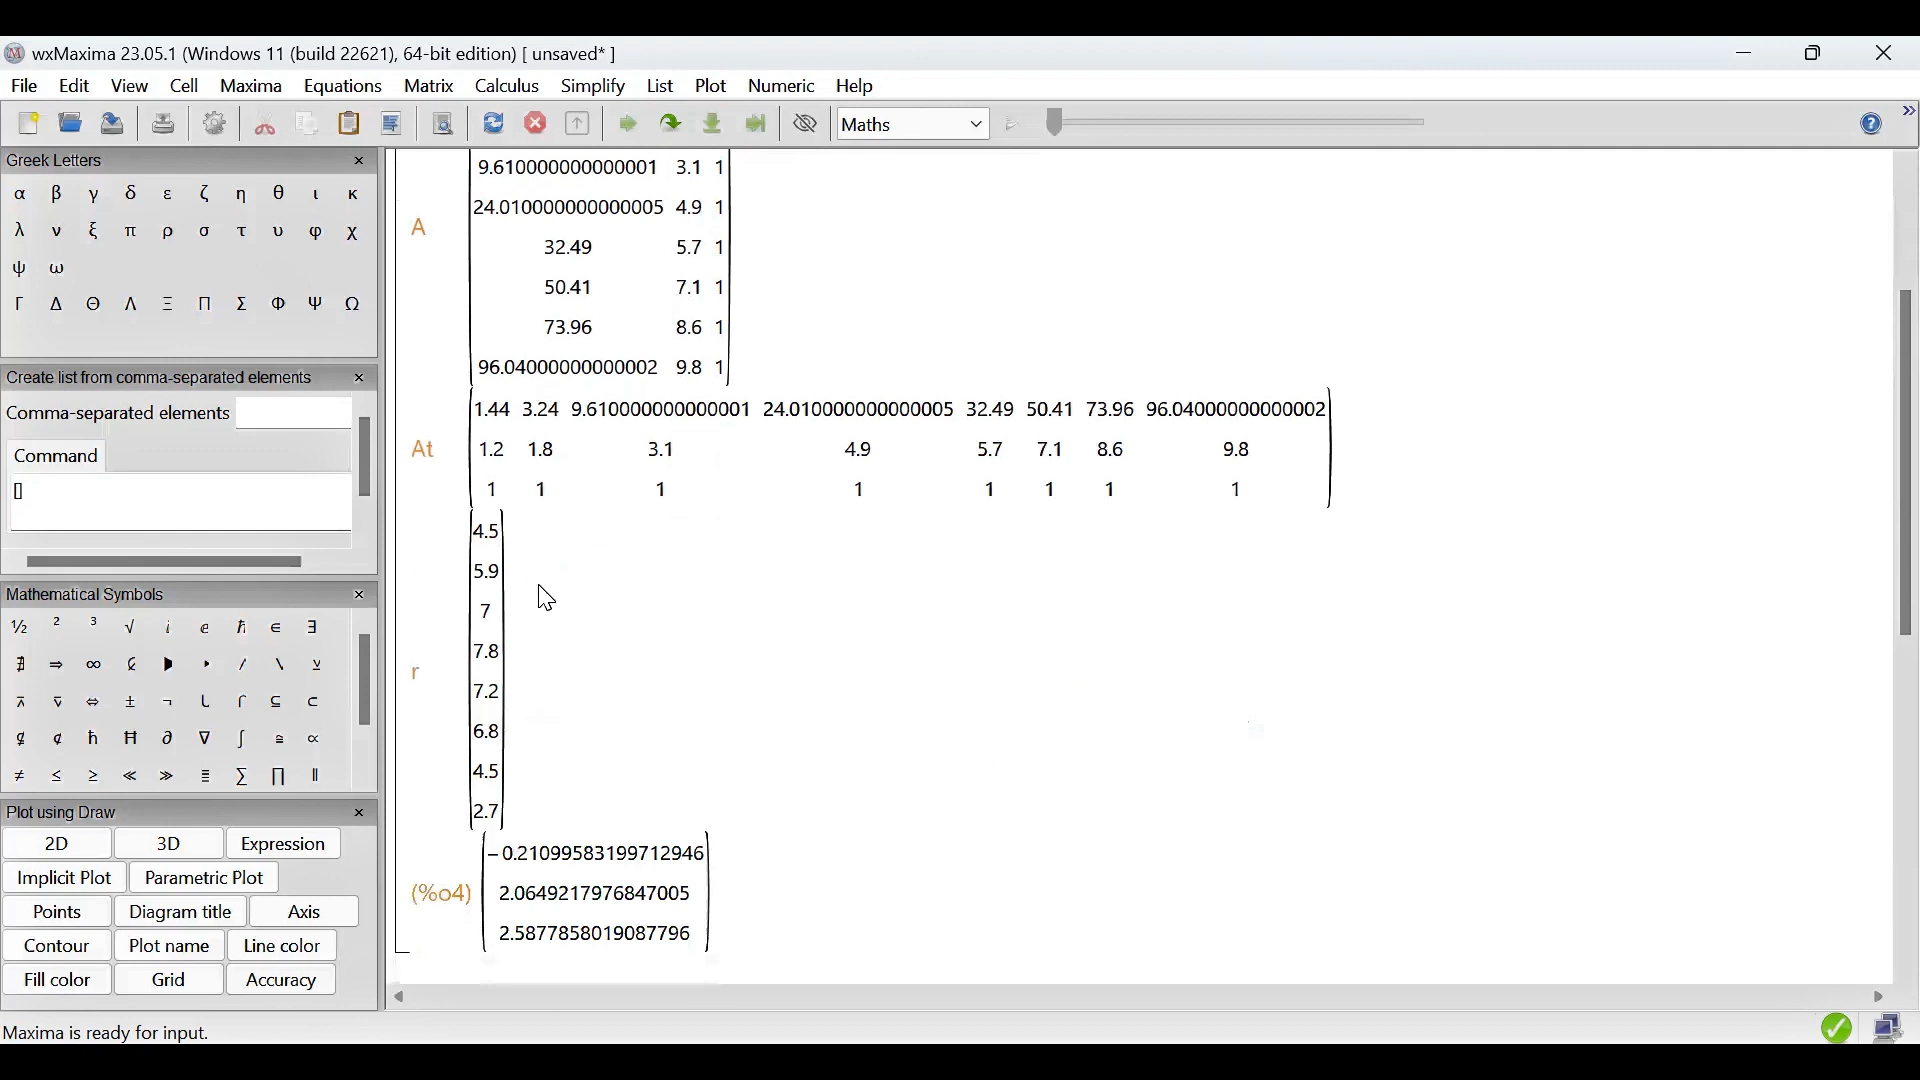 wxMaxima 23.05.1 (Windows 11 (build 22621), 64-bit edition) [ unsaved* ]
File Edit View Cell Maxima Equations Matrix Calculus Simplify List Plot Numeric Help
Maths
Greek Letters
α β γ δ ε ζ η θ ι κ
λ ν ξ π ρ σ τ υ φ χ
ψ ω
Γ Δ Θ Λ Ξ Π Σ Φ Ψ Ω
Create list from comma-separated elements
Comma-separated elements
Command
[]
Mathematical Symbols
½ ² ³ √ i e ħ ∈ ∃
∄ ⇒ ∞
⇔ ± ¬ ⊆ ⊂
ħ Ħ ∂ ∇ ∫ ≅ ∝
≠ ≤ ≥ ≪ ≫ ≣ ∑ ∏ ∥
Plot using Draw
2D 3D Expression
Implicit Plot Parametric Plot
Points Diagram title Axis
Contour Plot name Line color
Fill color Grid Accuracy
A
9.610000000000001 3.1 1
24.010000000000005 4.9 1
32.49 5.7 1
50.41 7.1 1
73.96 8.6 1
96.04000000000002 9.8 1
At
1.44 3.24 9.610000000000001 24.010000000000005 32.49 50.41 73.96 96.04000000000002
1.2 1.8 3.1 4.9 5.7 7.1 8.6 9.8
1 1 1 1 1 1 1 1
r
4.5
5.9
7
7.8
7.2
6.8
4.5
2.7
(%o4)
−0.21099583199712946
2.0649217976847005
2.5877858019087796
Maxima is ready for input.